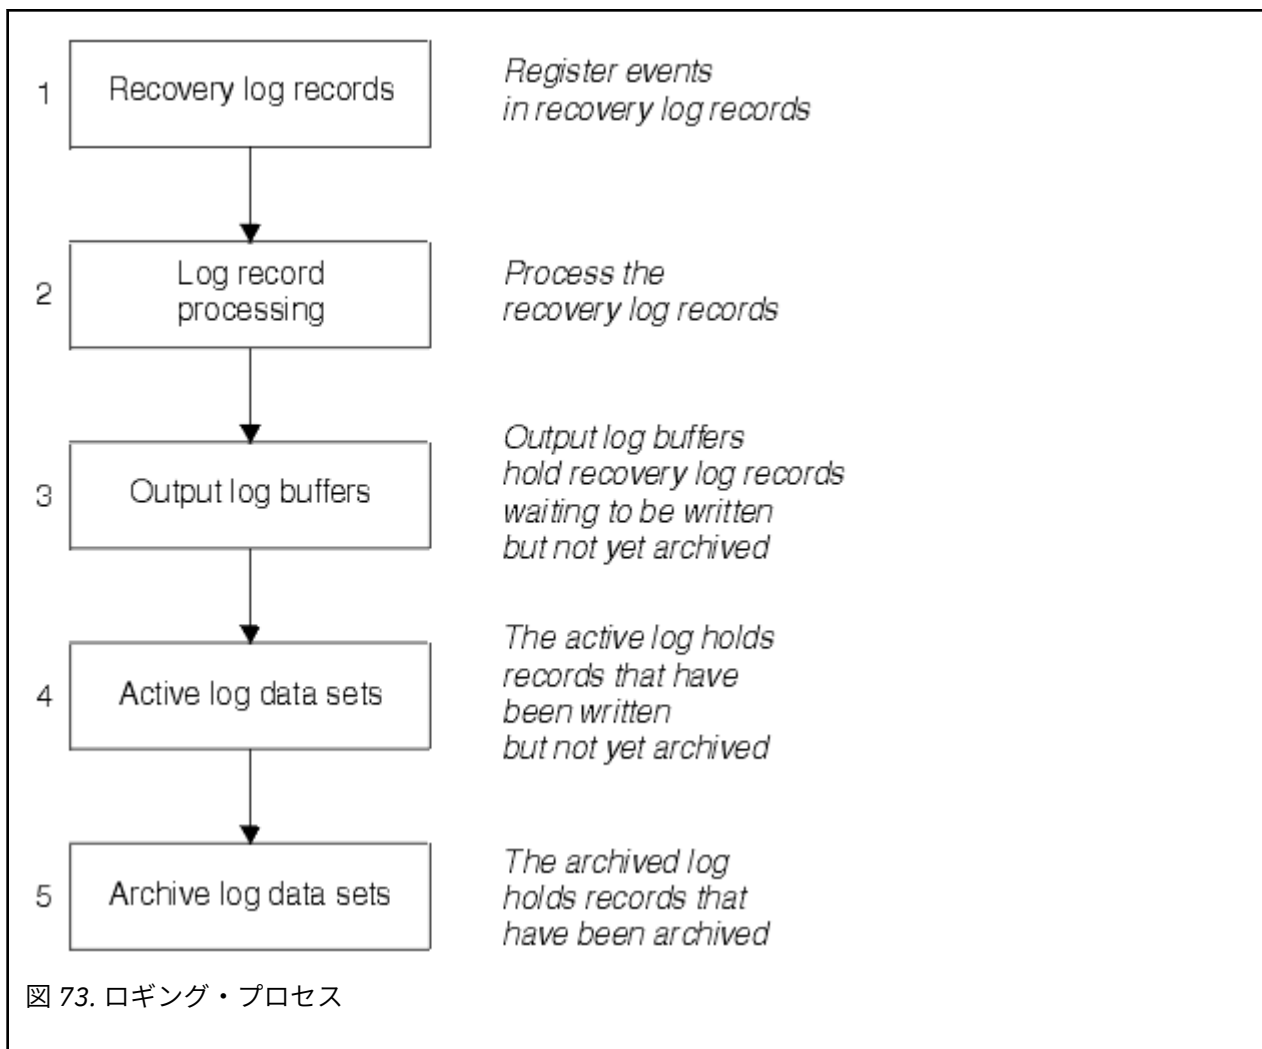 1
Recovery log records
Register events
in recovery log records
2
Log record
processing
Process the
recovery log records
3
Output log buffers
Output log buffers
hold recovery log records
waiting to be written
but not yet archived
4
Active log data sets
The active log holds
records that have
been written
but not yet archived
5
Archive log data sets
The archived log
holds records that
have been archived
図 73. ロギング・プロセス